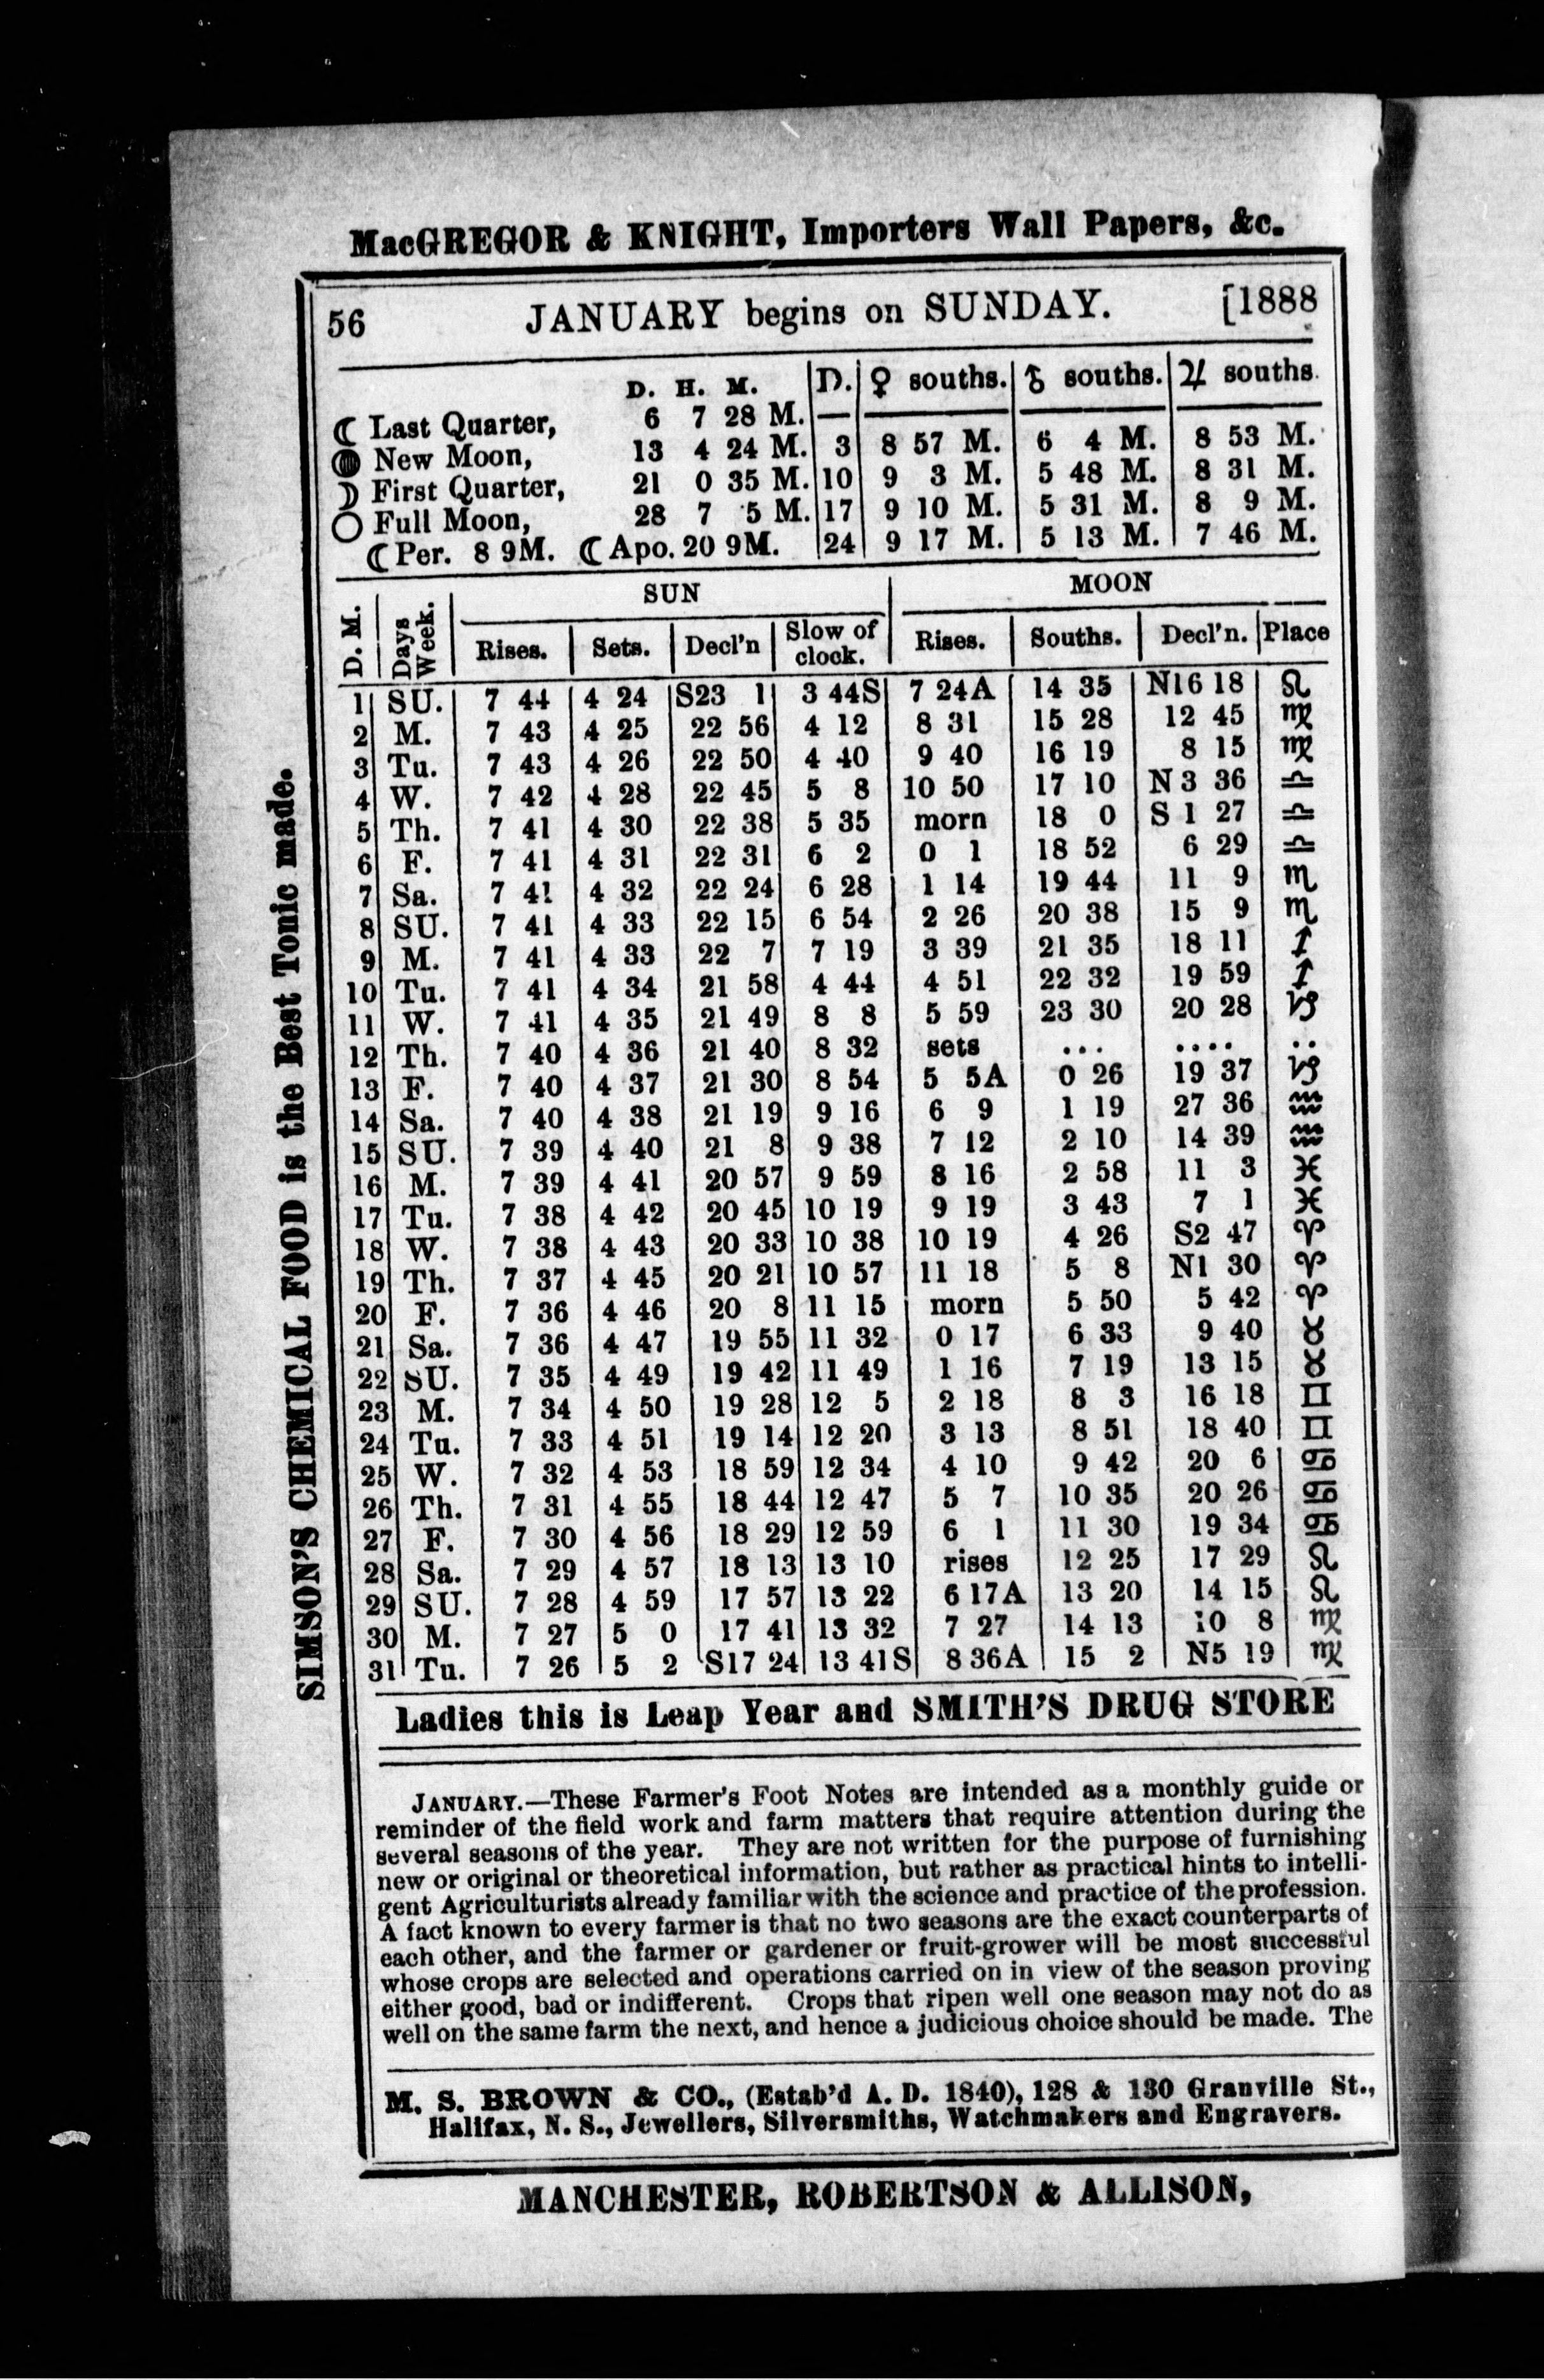 MacGREGOR & KNIGHT, Importers Wall Papers, &c.
56 JANUARY begins on SUNDAY. [1888
D. H. M. D. ♀ souths. ♂ souths. ♃ souths.
☾ Last Quarter, 6 7 28 M.
● New Moon, 13 4 24 M. 3 8 57 M. 6 4 M. 8 53 M.
☽ First Quarter, 21 0 35 M. 10 9 3 M. 5 48 M. 8 31 M.
○ Full Moon, 28 7 5 M. 17 9 10 M. 5 31 M. 8 9 M.
☾ Per. 8 9M. ☾ Apo. 20 9M. 24 9 17 M. 5 13 M. 7 46 M.
SUN MOON
D. M. Days Week. Rises. Sets. Decl'n Slow of clock. Rises. Souths. Decl'n. Place
1 SU. 7 44 4 24 S23 1 3 44S 7 24A 14 35 N16 18 ♌
2 M. 7 43 4 25 22 56 4 12 8 31 15 28 12 45 ♍
3 Tu. 7 43 4 26 22 50 4 40 9 40 16 19 8 15 ♍
4 W. 7 42 4 28 22 45 5 8 10 50 17 10 N 3 36 ♎
5 Th. 7 41 4 30 22 38 5 35 morn 18 0 S 1 27 ♎
6 F. 7 41 4 31 22 31 6 2 0 1 18 52 6 29 ♎
7 Sa. 7 41 4 32 22 24 6 28 1 14 19 44 11 9 ♏
8 SU. 7 41 4 33 22 15 6 54 2 26 20 38 15 9 ♏
9 M. 7 41 4 33 22 7 7 19 3 39 21 35 18 11 ♐
10 Tu. 7 41 4 34 21 58 4 44 4 51 22 32 19 59 ♐
11 W. 7 41 4 35 21 49 8 8 5 59 23 30 20 28 ♑
12 Th. 7 40 4 36 21 40 8 32 sets ... .... ..
13 F. 7 40 4 37 21 30 8 54 5 5A 0 26 19 37 ♑
14 Sa. 7 40 4 38 21 19 9 16 6 9 1 19 27 36 ♒
15 SU. 7 39 4 40 21 8 9 38 7 12 2 10 14 39 ♒
16 M. 7 39 4 41 20 57 9 59 8 16 2 58 11 3 ♓
17 Tu. 7 38 4 42 20 45 10 19 9 19 3 43 7 1 ♓
18 W. 7 38 4 43 20 33 10 38 10 19 4 26 S2 47 ♈
19 Th. 7 37 4 45 20 21 10 57 11 18 5 8 N1 30 ♈
20 F. 7 36 4 46 20 8 11 15 morn 5 50 5 42 ♈
21 Sa. 7 36 4 47 19 55 11 32 0 17 6 33 9 40 ♉
22 SU. 7 35 4 49 19 42 11 49 1 16 7 19 13 15 ♉
23 M. 7 34 4 50 19 28 12 5 2 18 8 3 16 18 ♊
24 Tu. 7 33 4 51 19 14 12 20 3 13 8 51 18 40 ♊
25 W. 7 32 4 53 18 59 12 34 4 10 9 42 20 6 ♋
26 Th. 7 31 4 55 18 44 12 47 5 7 10 35 20 26 ♋
27 F. 7 30 4 56 18 29 12 59 6 1 11 30 19 34 ♋
28 Sa. 7 29 4 57 18 13 13 10 rises 12 25 17 29 ♌
29 SU. 7 28 4 59 17 57 13 22 6 17A 13 20 14 15 ♌
30 M. 7 27 5 0 17 41 13 32 7 27 14 13 10 8 ♍
31 Tu. 7 26 5 2 S17 24 13 41S 8 36A 15 2 N5 19 ♍
Ladies this is Leap Year and SMITH'S DRUG STORE
JANUARY.—These Farmer's Foot Notes are intended as a monthly guide or
reminder of the field work and farm matters that require attention during the
several seasons of the year. They are not written for the purpose of furnishing
new or original or theoretical information, but rather as practical hints to intelli-
gent Agriculturists already familiar with the science and practice of the profession.
A fact known to every farmer is that no two seasons are the exact counterparts of
each other, and the farmer or gardener or fruit-grower will be most successful
whose crops are selected and operations carried on in view of the season proving
either good, bad or indifferent. Crops that ripen well one season may not do as
well on the same farm the next, and hence a judicious choice should be made. The
M. S. BROWN & CO., (Estab'd A. D. 1840), 128 & 130 Granville St.,
Halifax, N. S., Jewellers, Silversmiths, Watchmakers and Engravers.
MANCHESTER, ROBERTSON & ALLISON,
SIMSON'S CHEMICAL FOOD is the Best Tonic made.